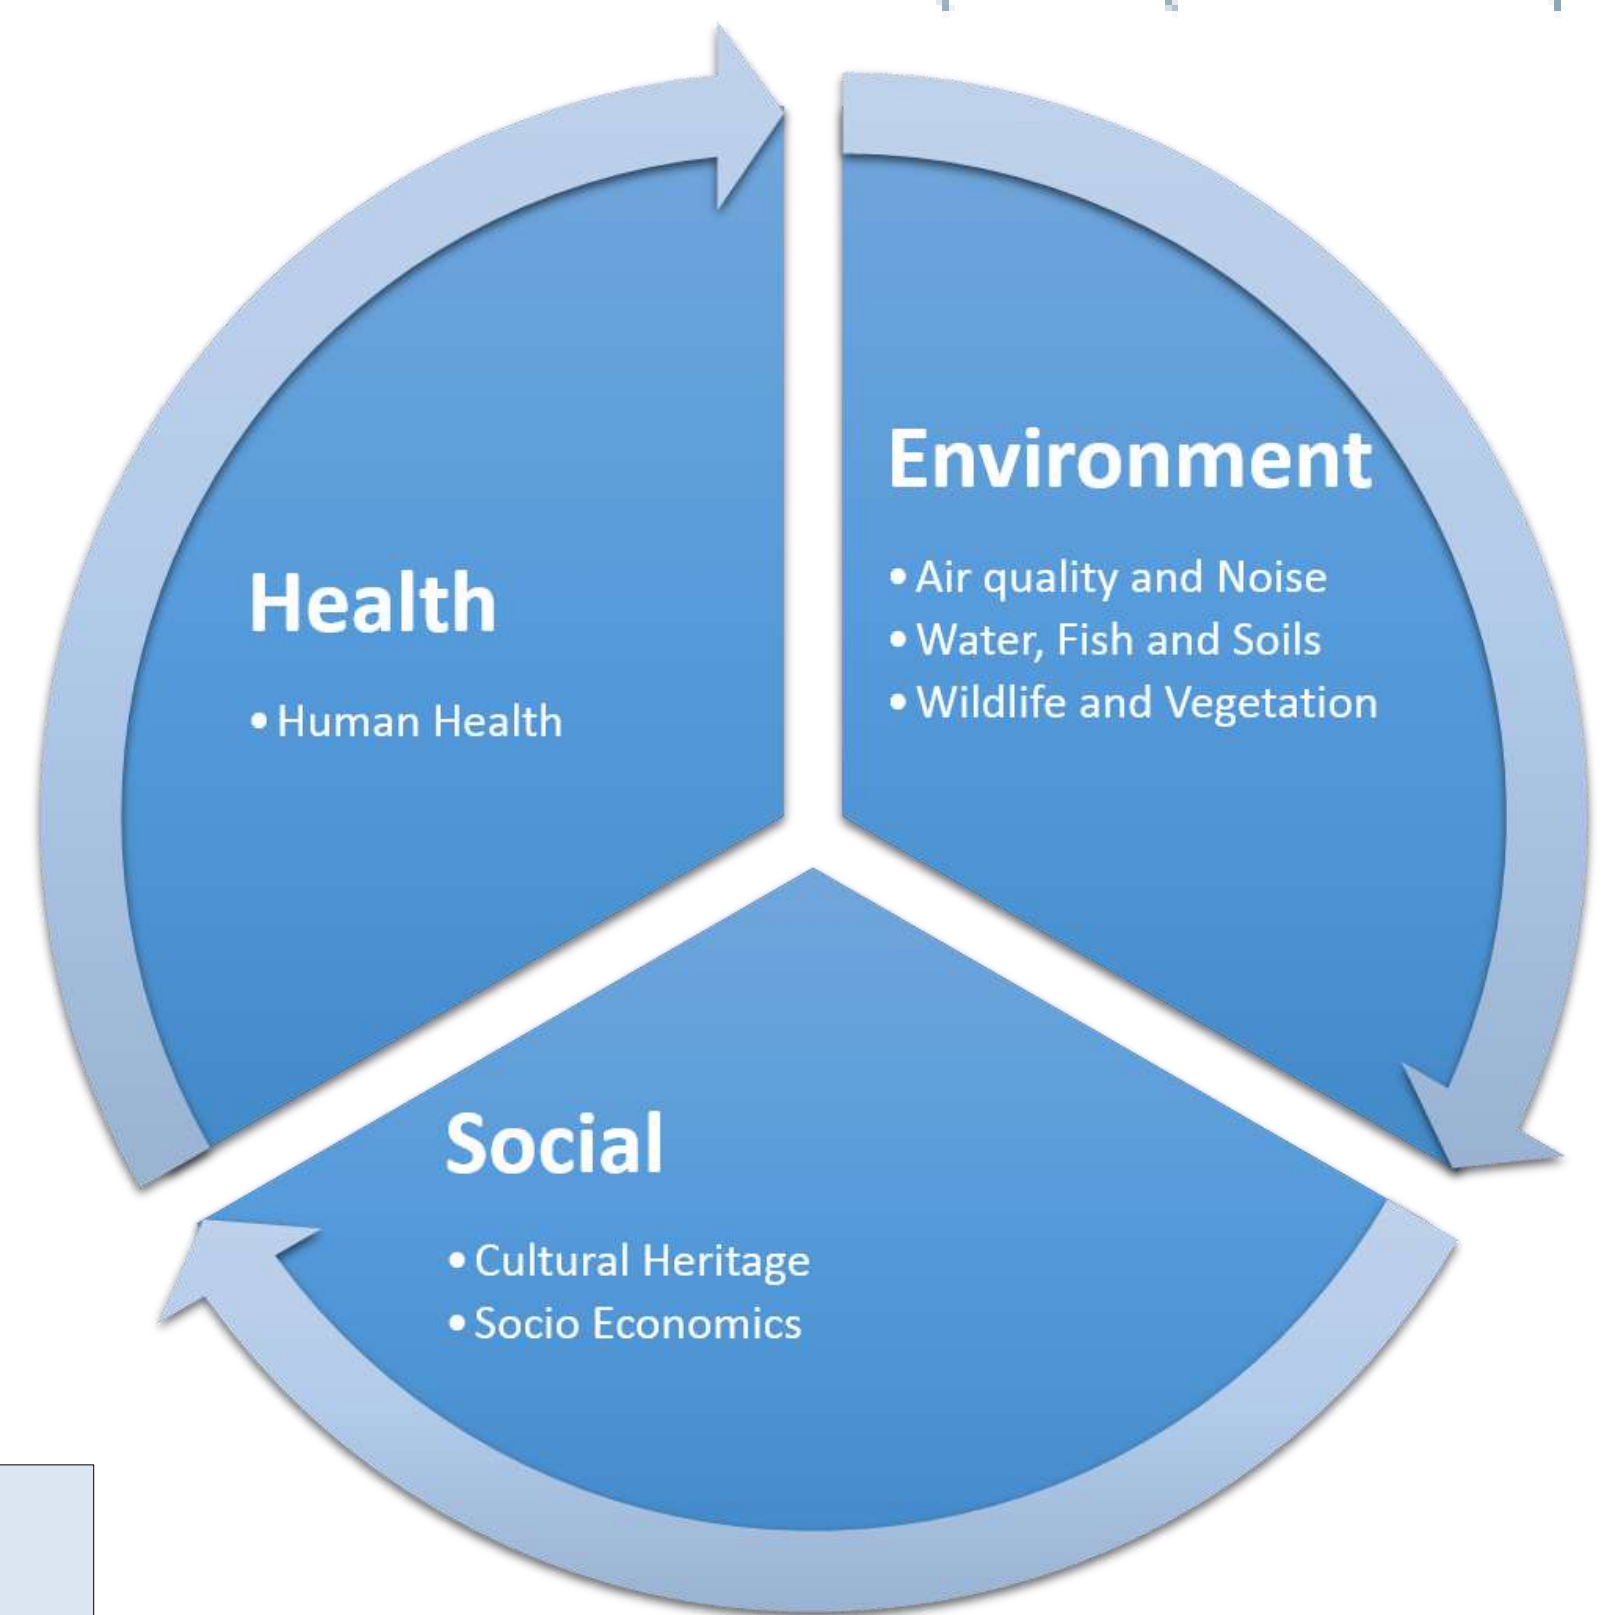 Environment
• Air quality and Noise
• Water, Fish and Soils
• Wildlife and Vegetation
Social
• Cultural Heritage
• Socio Economics
Health
• Human Health